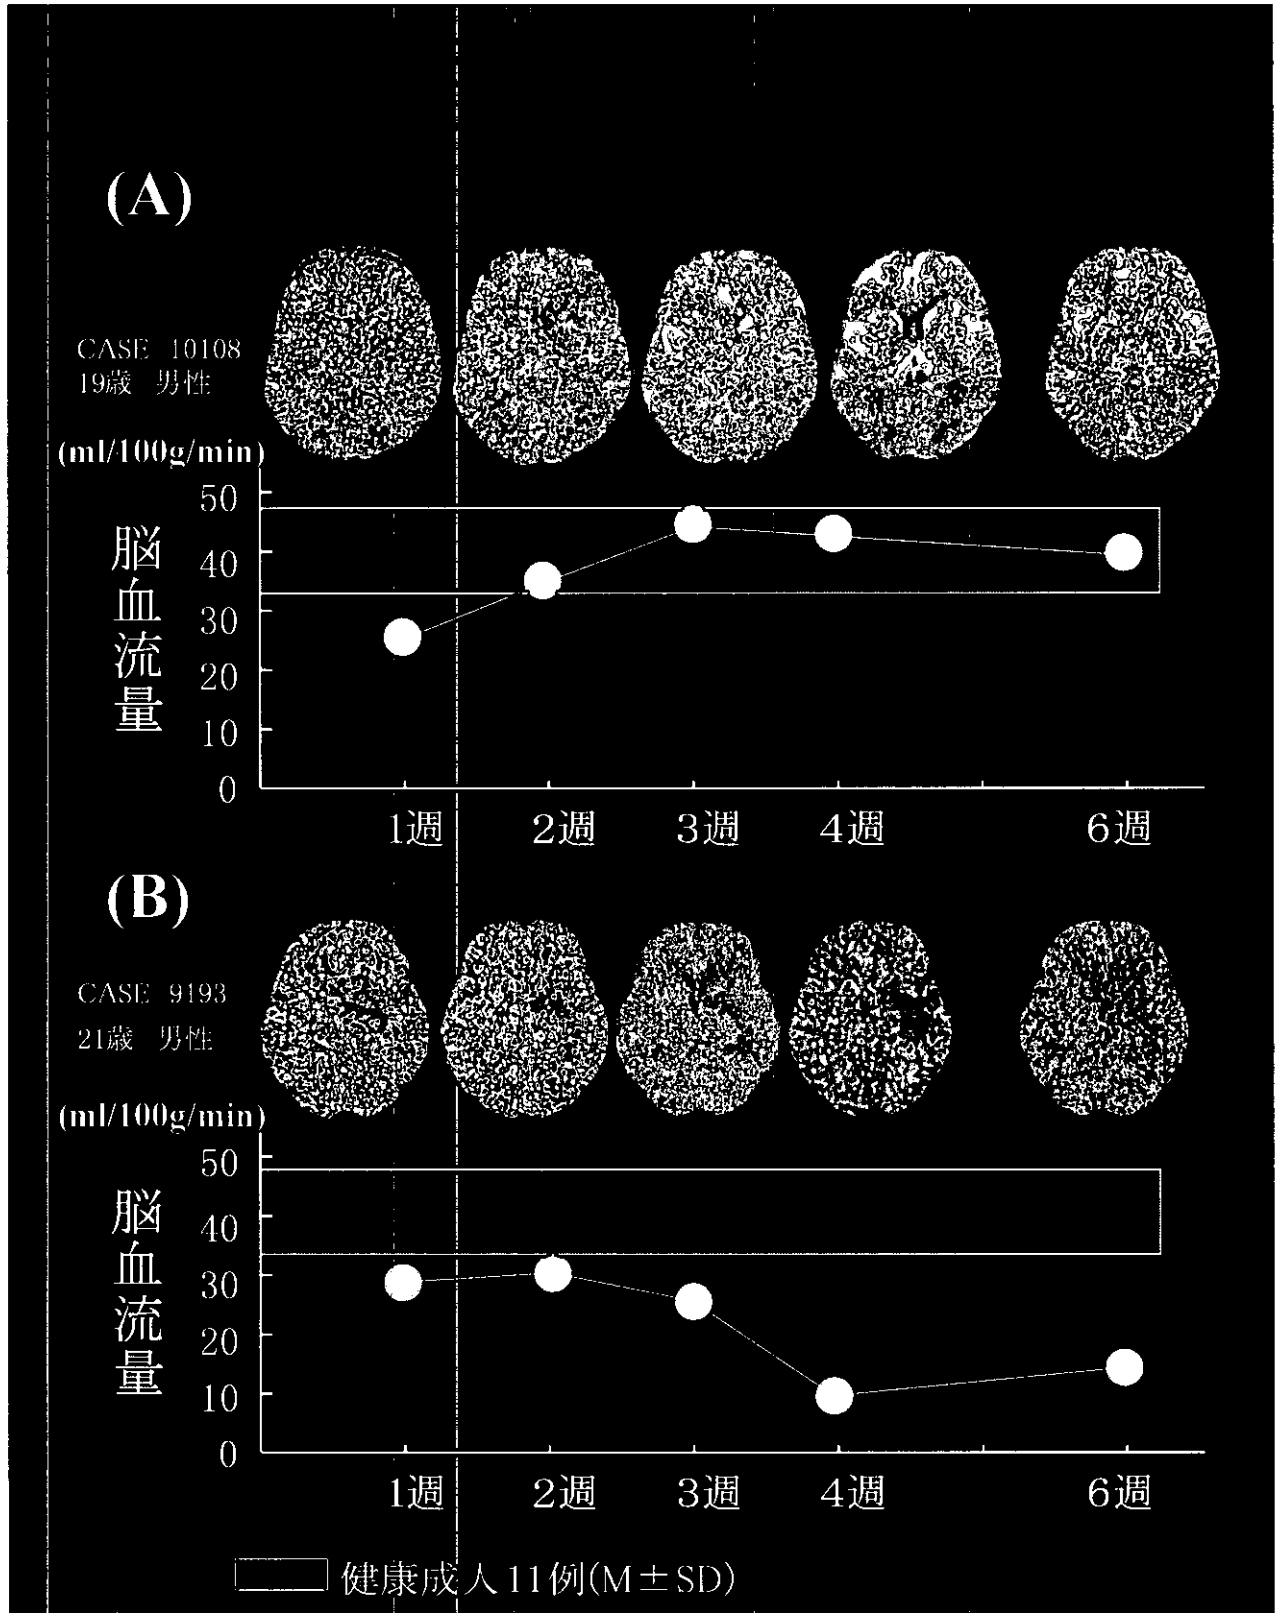 (A)
CASE 10108
19歳 男性
(ml/100g/min)
脳血流量
50
40
30
20
10
0
1週 2週 3週 4週 6週
(B)
CASE 9193
21歳 男性
(ml/100g/min)
脳血流量
50
40
30
20
10
0
1週 2週 3週 4週 6週
健康成人11例(M±SD)